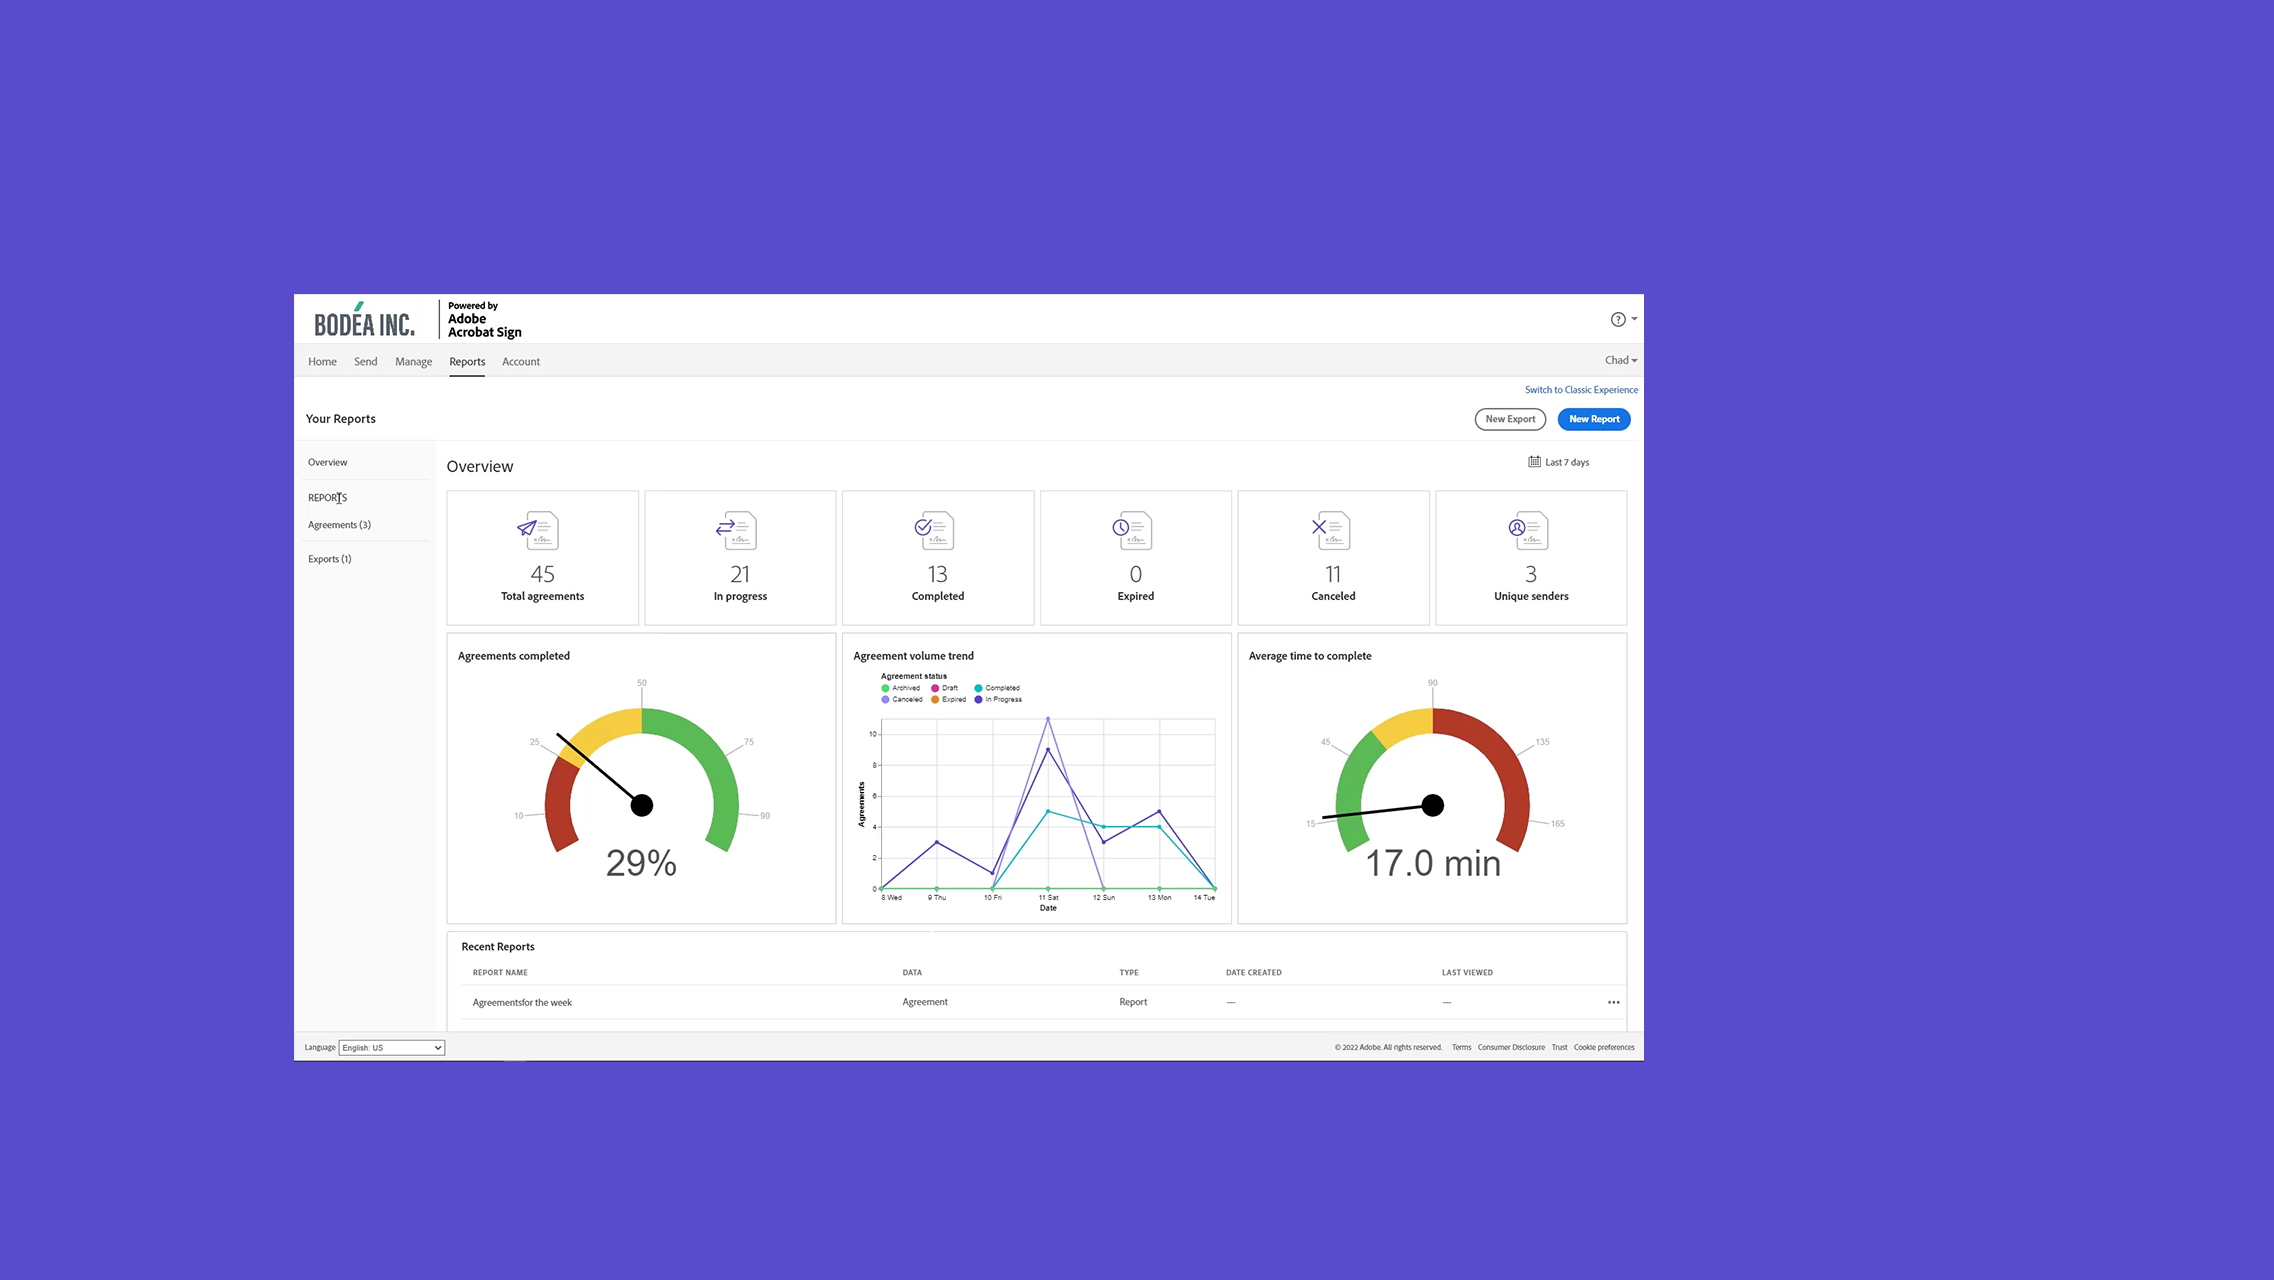 BODÉA INC.
Powered by
Adobe
Acrobat Sign
?
Home Send Manage Reports Account
Chad
Switch to Classic Experience
Your Reports
New Export
New Report
Overview
REPORTS
Agreements (3)
Exports (1)
Overview
Last 7 days
45
Total agreements
21
In progress
13
Completed
0
Expired
11
Canceled
3
Unique senders
Agreements completed
50
25
75
10
90
29%
Agreement volume trend
Agreement status
Archived Draft Completed
Canceled Expired In Progress
10
8
6
4
2
0
Agreements
8 Wed 9 Thu 10 Fri 11 Sat 12 Sun 13 Mon 14 Tue
Date
Average time to complete
90
45
135
15
165
17.0 min
Recent Reports
REPORT NAME DATA TYPE DATE CREATED LAST VIEWED
Agreementsfor the week Agreement Report — —
Language English: US
© 2022 Adobe. All rights reserved. Terms Consumer Disclosure Trust Cookie preferences